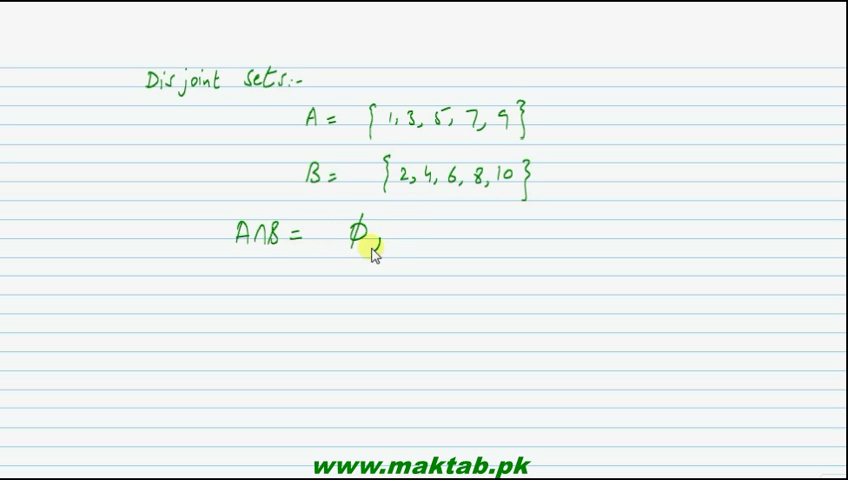 Disjoint Sets:-
A = { 1, 3, 5, 7, 9 }
B = { 2, 4, 6, 8, 10 }
A∩B = ϕ,
www.maktab.pk